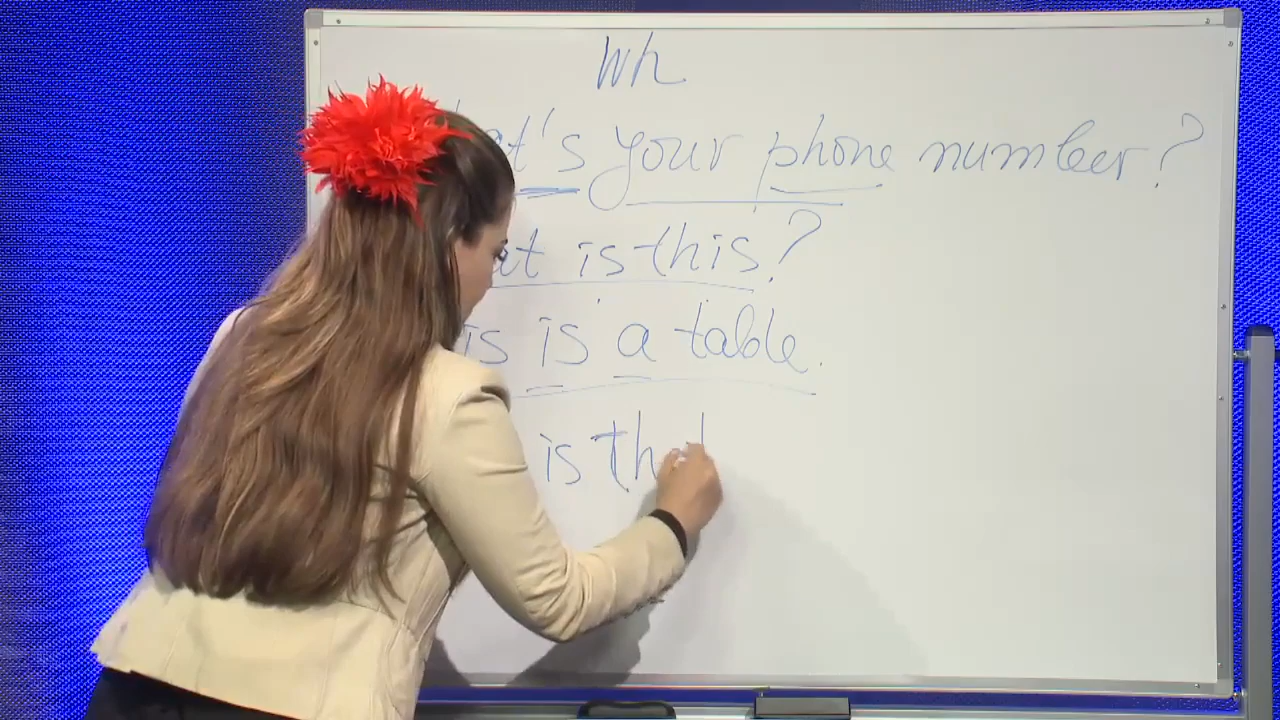 Wh
at's your phone number?
at is this?
is is a table.
is th